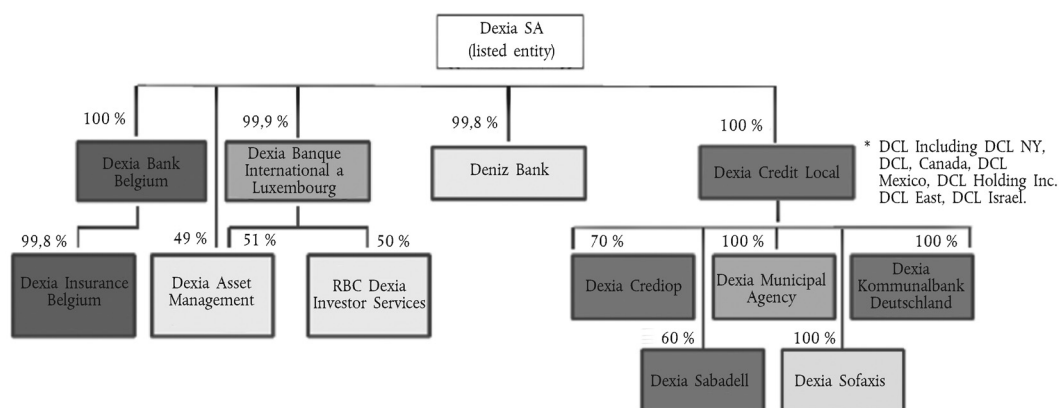 Dexia SA
(listed entity)
100 %
99,9 %
99,8 %
100 %
Dexia Bank
Belgium
Dexia Banque
International a
Luxembourg
Deniz Bank
Dexia Credit Local
* DCL Including DCL NY,
DCL, Canada, DCL
Mexico, DCL Holding Inc.
DCL East, DCL Israel.
99,8 %
49 %
51 %
50 %
70 %
100 %
100 %
Dexia Insurance
Belgium
Dexia Asset
Management
RBC Dexia
Investor Services
Dexia Crediop
Dexia Municipal
Agency
Dexia
Kommunalbank
Deutschland
60 %
100 %
Dexia Sabadell
Dexia Sofaxis